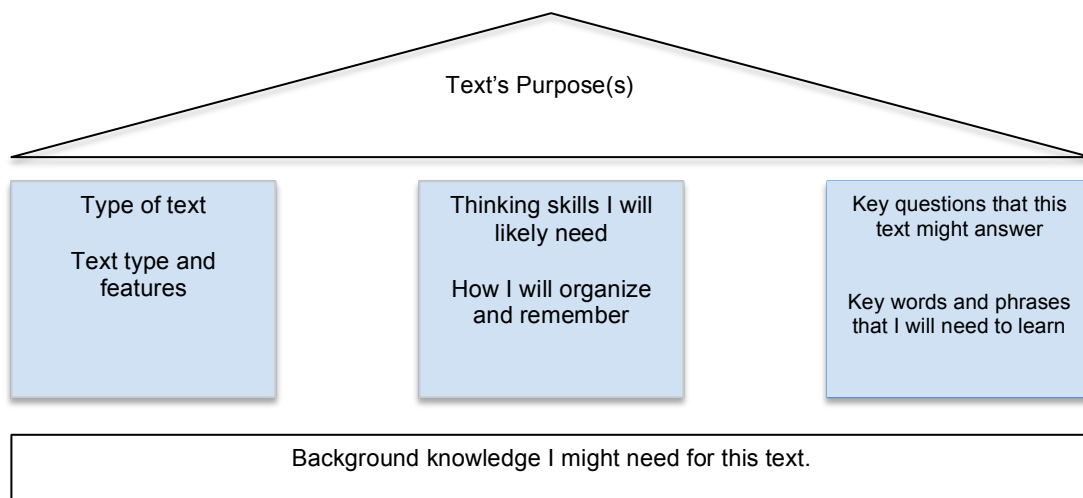 Text’s Purpose(s)
Type of text
Text type and
features
Thinking skills I will
likely need
How I will organize
and remember
Key questions that this
text might answer
Key words and phrases
that I will need to learn
Background knowledge I might need for this text.